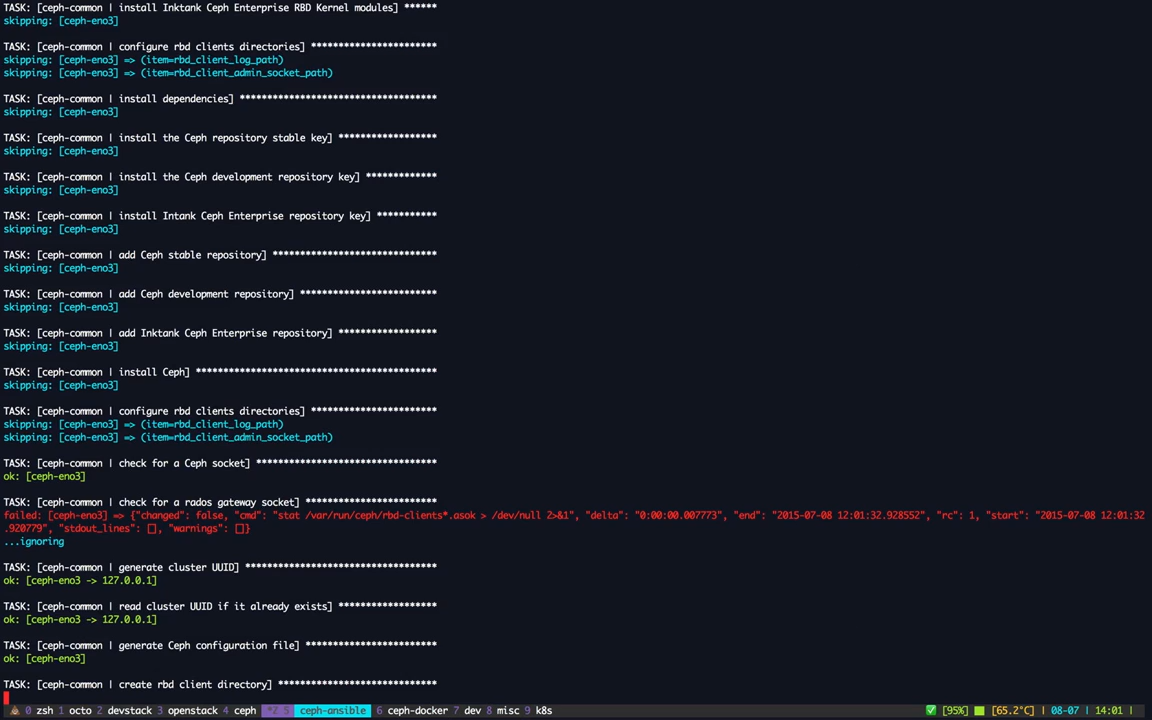 TASK: [ceph-common | install Inktank Ceph Enterprise RBD Kernel modules] ******
skipping: [ceph-eno3]
TASK: [ceph-common | configure rbd clients directories] ***********************
skipping: [ceph-eno3] => (item=rbd_client_log_path)
skipping: [ceph-eno3] => (item=rbd_client_admin_socket_path)
TASK: [ceph-common | install dependencies] ************************************
skipping: [ceph-eno3]
TASK: [ceph-common | install the Ceph repository stable key] ******************
skipping: [ceph-eno3]
TASK: [ceph-common | install the Ceph development repository key] *************
skipping: [ceph-eno3]
TASK: [ceph-common | install Intank Ceph Enterprise repository key] ***********
skipping: [ceph-eno3]
TASK: [ceph-common | add Ceph stable repository] ******************************
skipping: [ceph-eno3]
TASK: [ceph-common | add Ceph development repository] *************************
skipping: [ceph-eno3]
TASK: [ceph-common | add Inktank Ceph Enterprise repository] ******************
skipping: [ceph-eno3]
TASK: [ceph-common | install Ceph] ********************************************
skipping: [ceph-eno3]
TASK: [ceph-common | configure rbd clients directories] ***********************
skipping: [ceph-eno3] => (item=rbd_client_log_path)
skipping: [ceph-eno3] => (item=rbd_client_admin_socket_path)
TASK: [ceph-common | check for a Ceph socket] *********************************
ok: [ceph-eno3]
TASK: [ceph-common | check for a rados gateway socket] ************************
failed: [ceph-eno3] => {"changed": false, "cmd": "stat /var/run/ceph/rbd-clients*.asok > /dev/null 2>&1", "delta": "0:00:00.007773", "end": "2015-07-08 12:01:32.928552", "rc": 1, "start": "2015-07-08 12:01:32
.920779", "stdout_lines": [], "warnings": []}
...ignoring
TASK: [ceph-common | generate cluster UUID] ***********************************
ok: [ceph-eno3 -> 127.0.0.1]
TASK: [ceph-common | read cluster UUID if it already exists] ******************
ok: [ceph-eno3 -> 127.0.0.1]
TASK: [ceph-common | generate Ceph configuration file] ************************
ok: [ceph-eno3]
TASK: [ceph-common | create rbd client directory] *****************************
0 zsh 1 octo 2 devstack 3 openstack 4 ceph *Z 5 ceph-ansible 6 ceph-docker 7 dev 8 misc 9 k8s [95%] [65.2°C] | 08-07 | 14:01 |